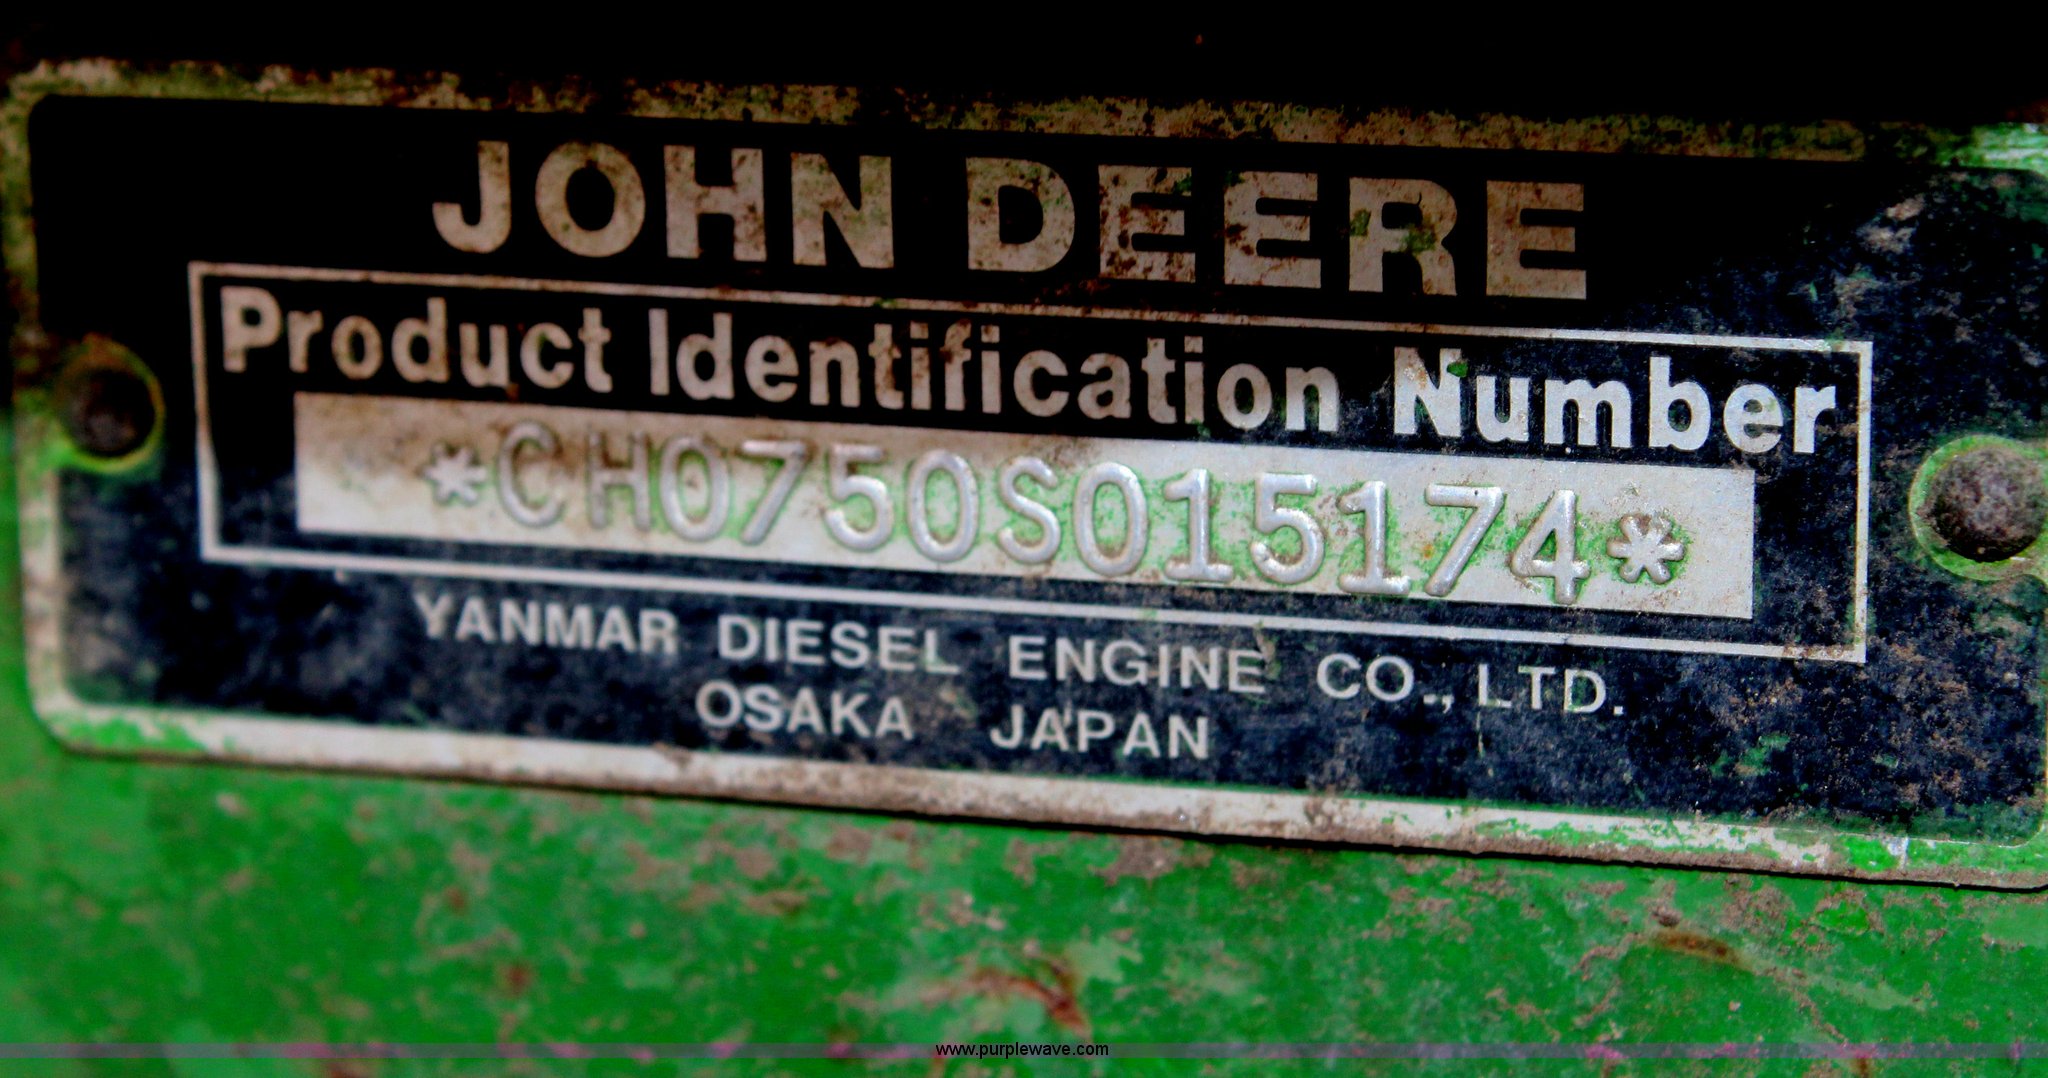 JOHN DEERE
Product Identification Number
*CH0750S015174*
YANMAR DIESEL ENGINE CO., LTD.
OSAKA JAPAN
www.purplewave.com